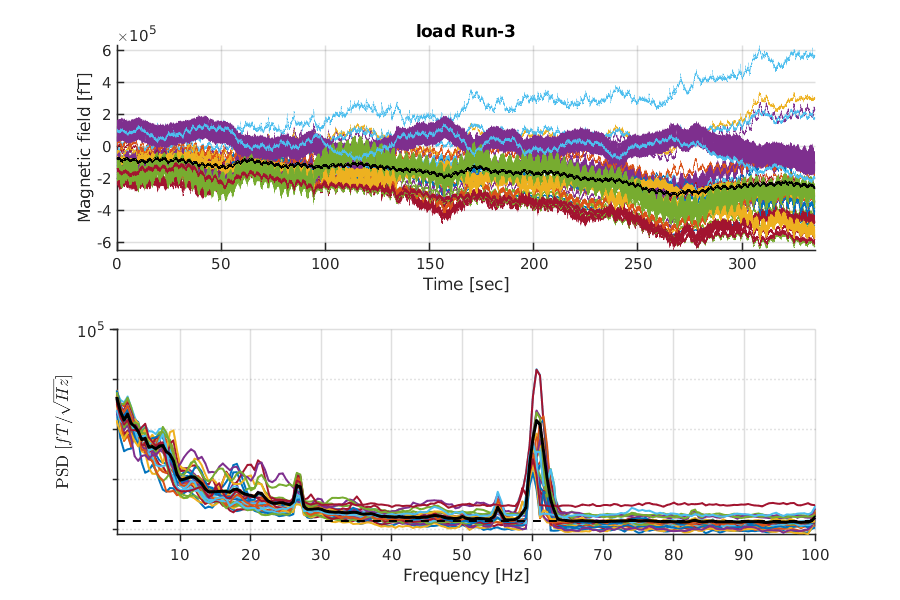 load Run-3
×10^5
Magnetic field [fT]
6
4
2
0
-2
-4
-6
0 50 100 150 200 250 300
Time [sec]
10^5
PSD [fT/√Hz]
10 20 30 40 50 60 70 80 90 100
Frequency [Hz]